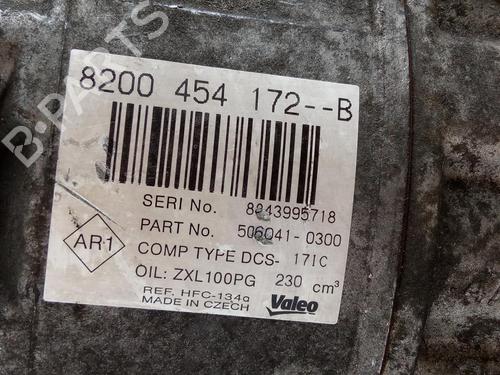 B-PARTS
8200 454 172--B
SERI No. 8843995718
PART No. 506041-0300
AR1
COMP TYPE DCS- 17IC
OIL: ZXL100PG 230 cm³
REF. HFC-134a
MADE IN CZECH
Valeo